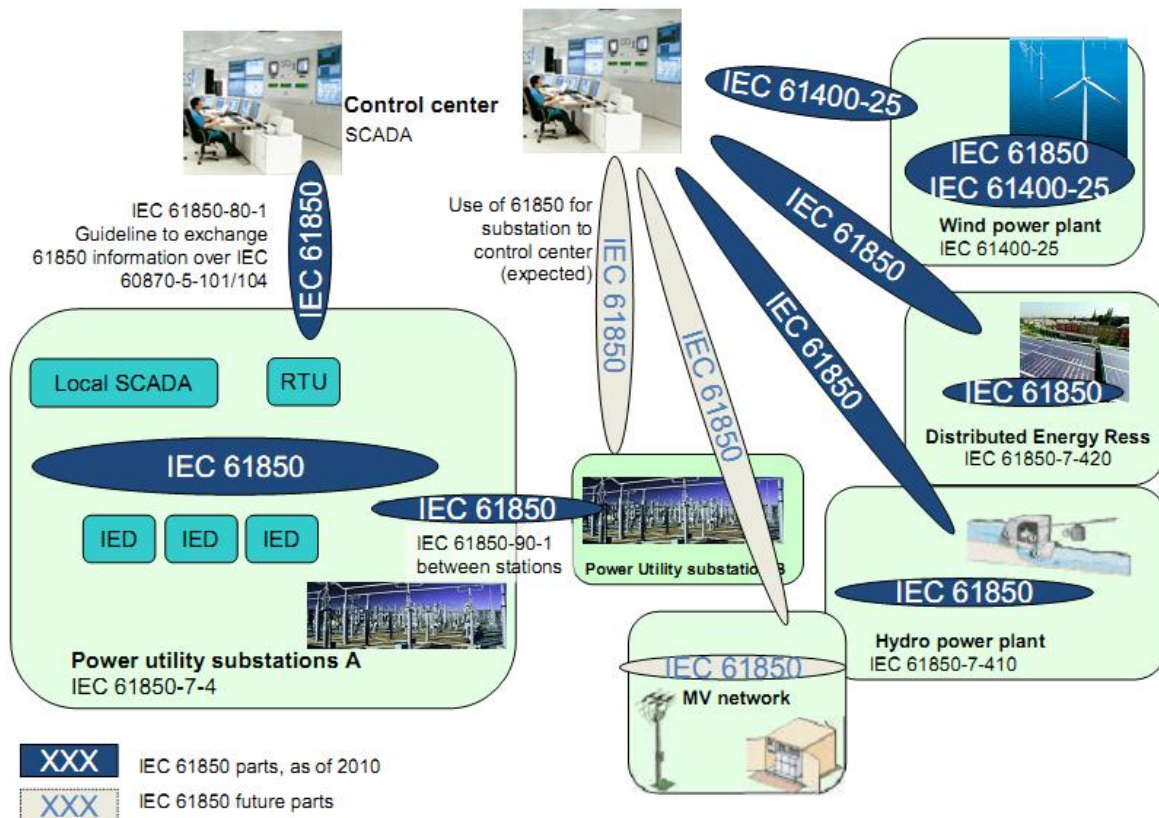 Control center
SCADA
IEC 61850-80-1
Guideline to exchange
61850 information over IEC
60870-5-101/104
IEC 61850
Local SCADA
RTU
IEC 61850
IED
IED
IED
Power utility substations A
IEC 61850-7-4
IEC 61850
IEC 61850-90-1
between stations
Use of 61850 for
substation to
control center
(expected)
IEC 61850
IEC 61850
IEC 61850
IEC 61850
IEC 61400-25
IEC 61850
IEC 61400-25
Wind power plant
IEC 61400-25
IEC 61850
Distributed Energy Ress
IEC 61850-7-420
IEC 61850
Hydro power plant
IEC 61850-7-410
Power Utility substation B
IEC 61850
MV network
XXX
IEC 61850 parts, as of 2010
XXX
IEC 61850 future parts